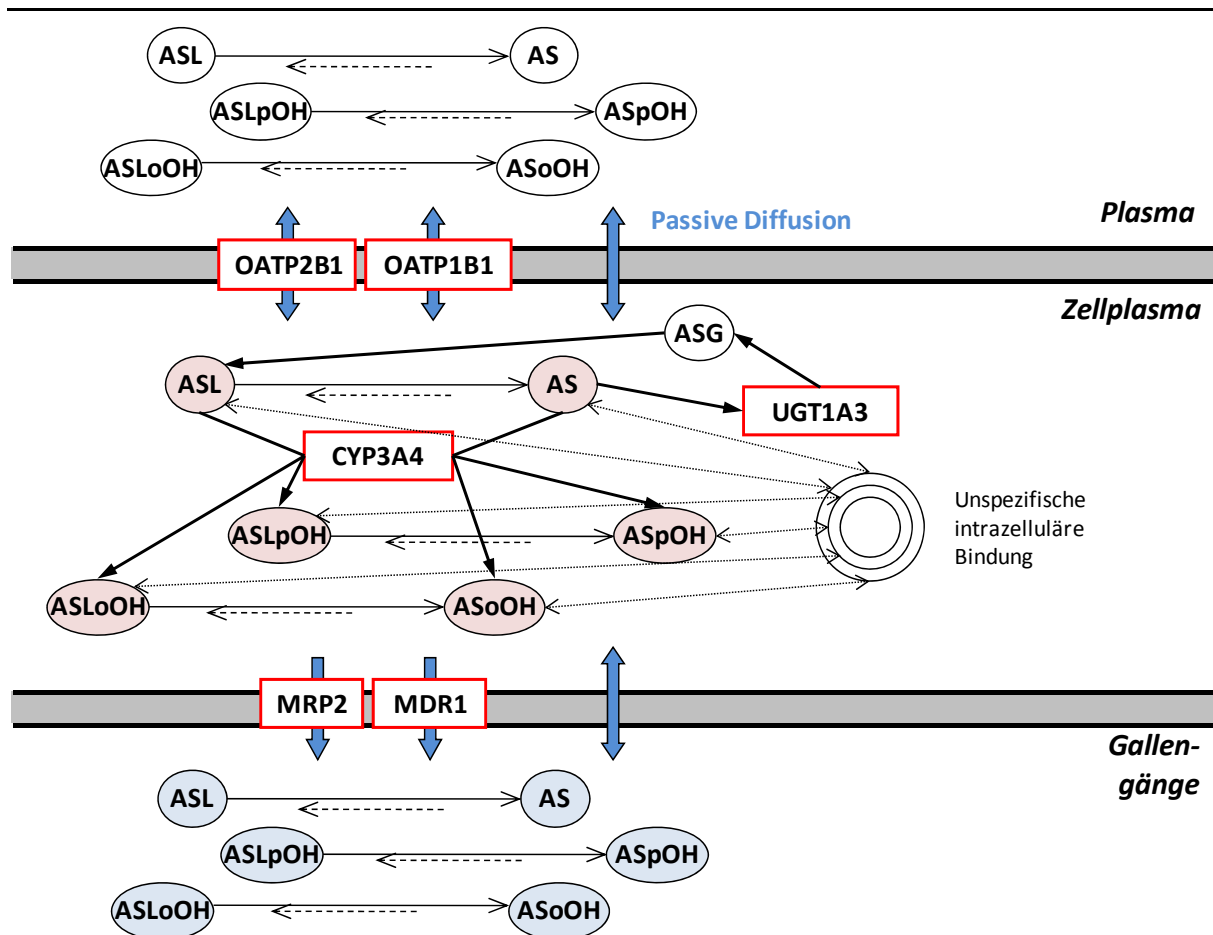 ASL AS
ASLpOH ASpOH
ASLoOH ASoOH
Plasma
Passive Diffusion
OATP2B1 OATP1B1
Zellplasma
ASG
ASL AS
UGT1A3
CYP3A4
Unspezifische
intrazelluläre
Bindung
ASLpOH ASpOH
ASLoOH ASoOH
MRP2 MDR1
Gallen-
gänge
ASL AS
ASLpOH ASpOH
ASLoOH ASoOH